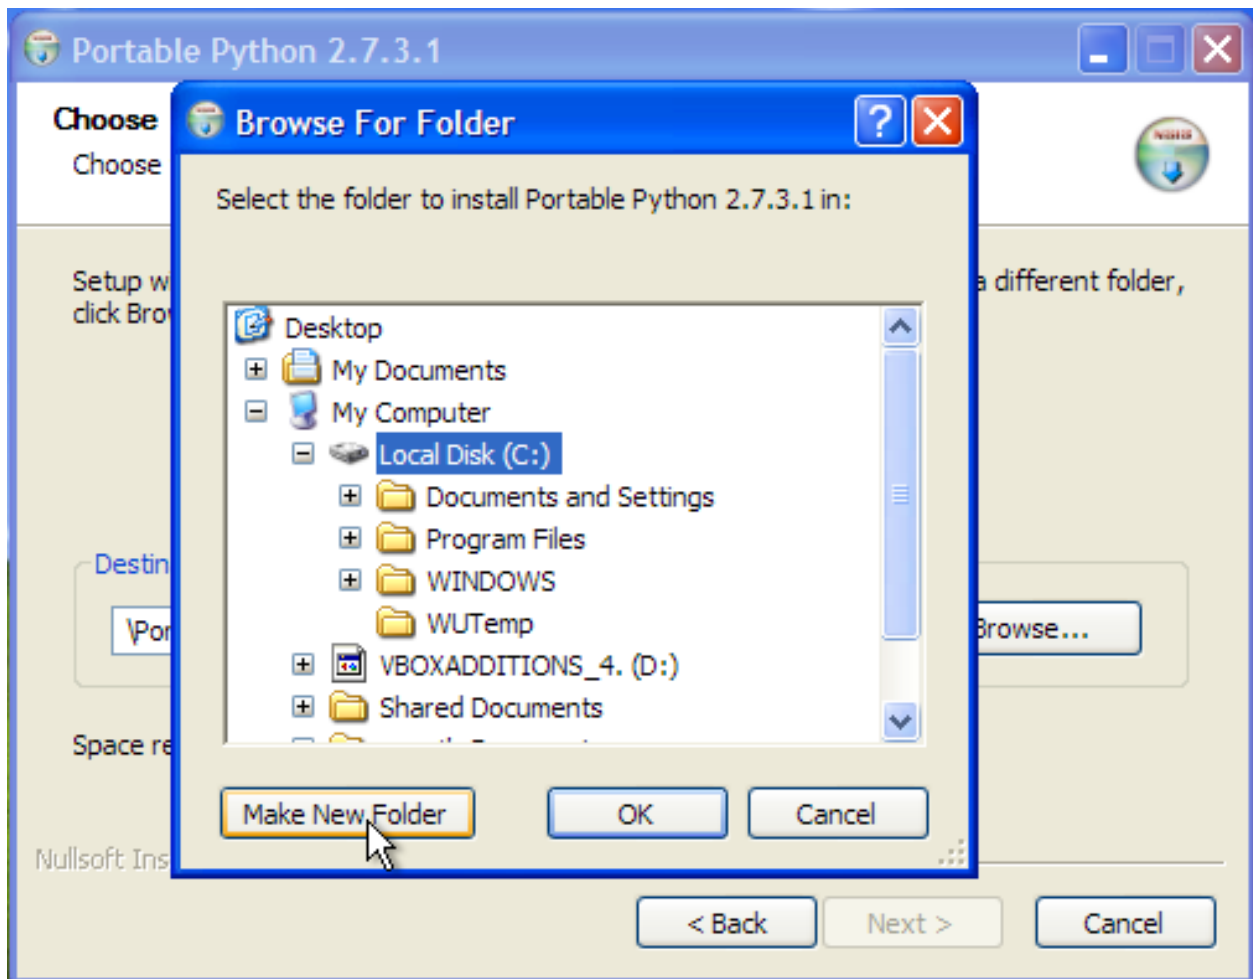 Portable Python 2.7.3.1
Choose
Choose
Browse For Folder
Select the folder to install Portable Python 2.7.3.1 in:
Setup w
a different folder,
click Brow
Desktop
My Documents
My Computer
Local Disk (C:)
Documents and Settings
Program Files
WINDOWS
WUTemp
VBOXADDITIONS_4. (D:)
Shared Documents
Destin
\Por
Browse...
Space re
Make New Folder
OK
Cancel
Nullsoft Ins
< Back
Next >
Cancel